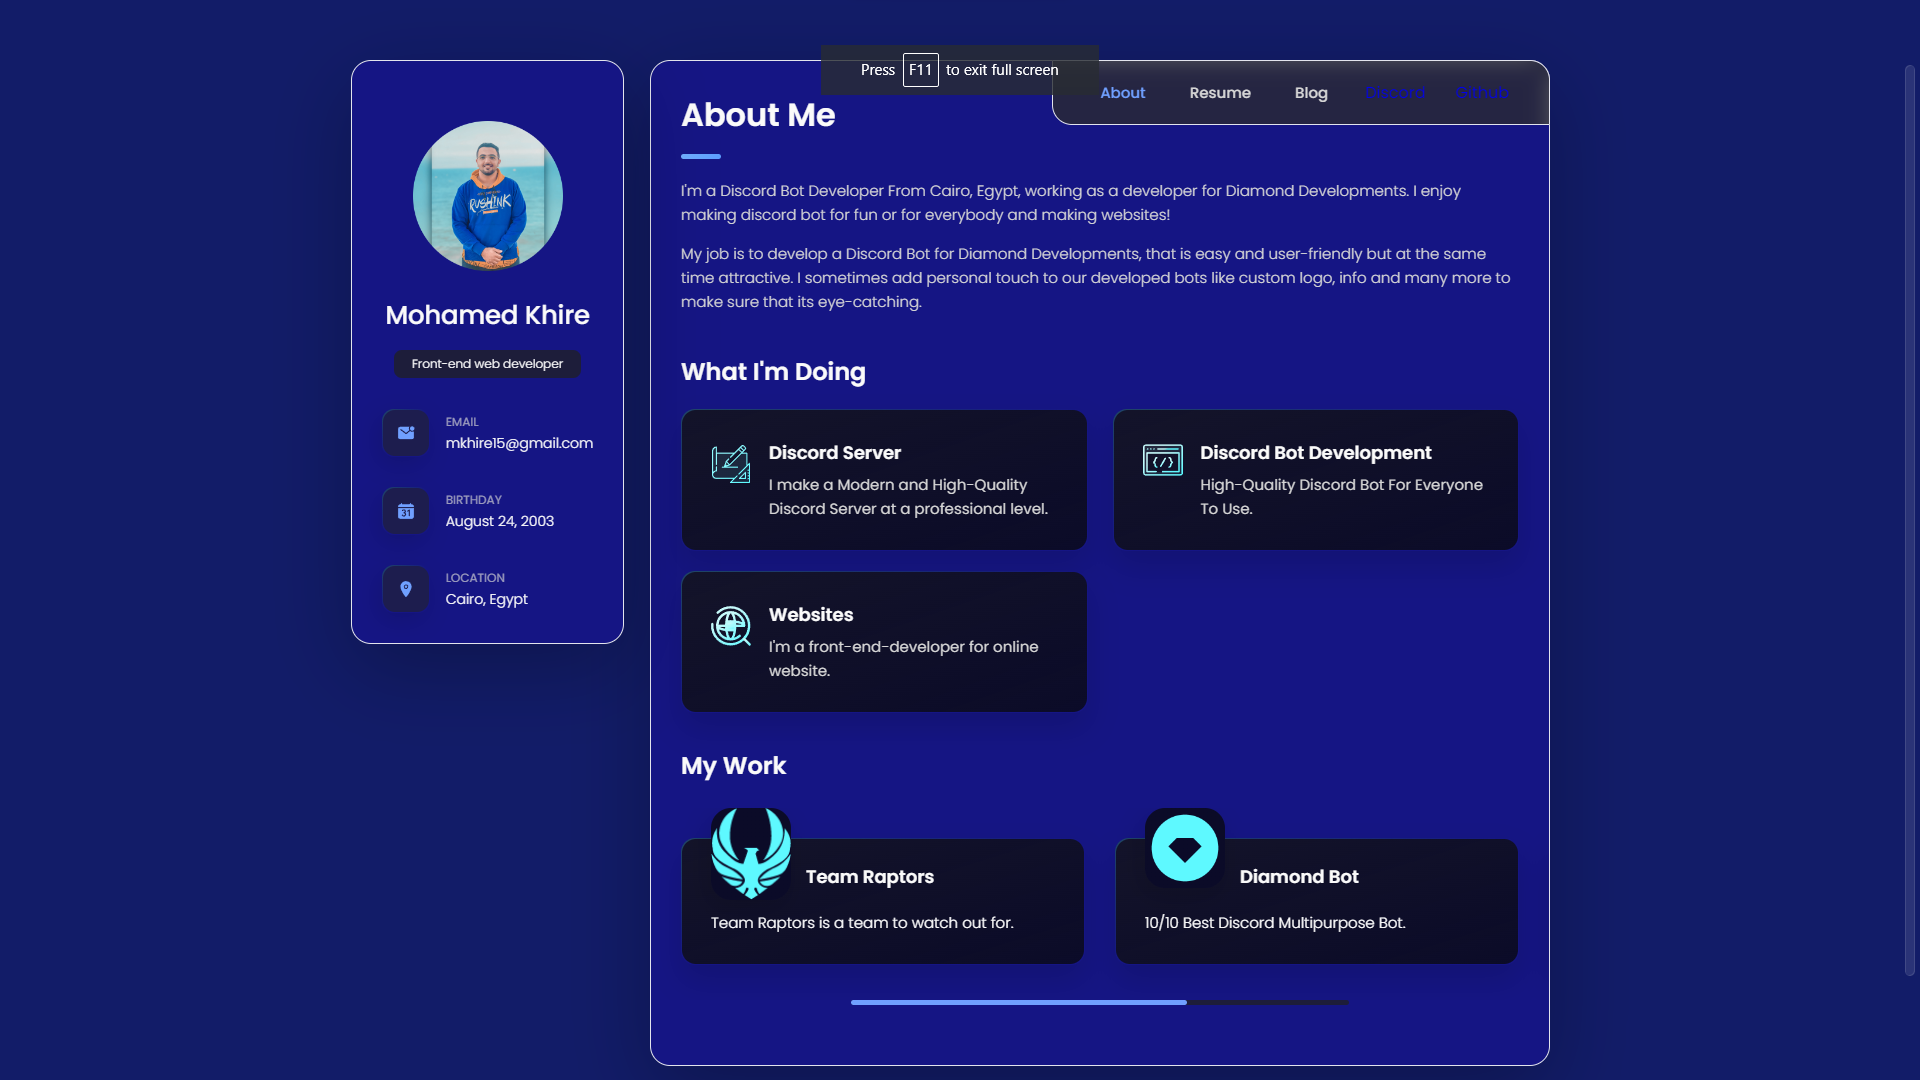 Press F11 to exit full screen
About Resume Blog Discord Github
RUSHINK
Mohamed Khire
Front-end web developer
EMAIL
mkhire15@gmail.com
BIRTHDAY
31
August 24, 2003
LOCATION
Cairo, Egypt
About Me
I'm a Discord Bot Developer From Cairo, Egypt, working as a developer for Diamond Developments. I enjoy
making discord bot for fun or for everybody and making websites!
My job is to develop a Discord Bot for Diamond Developments, that is easy and user-friendly but at the same
time attractive. I sometimes add personal touch to our developed bots like custom logo, info and many more to
make sure that its eye-catching.
What I'm Doing
Discord Server
I make a Modern and High-Quality
Discord Server at a professional level.
Discord Bot Development
High-Quality Discord Bot For Everyone
To Use.
Websites
I'm a front-end-developer for online
website.
My Work
Team Raptors
Team Raptors is a team to watch out for.
Diamond Bot
10/10 Best Discord Multipurpose Bot.